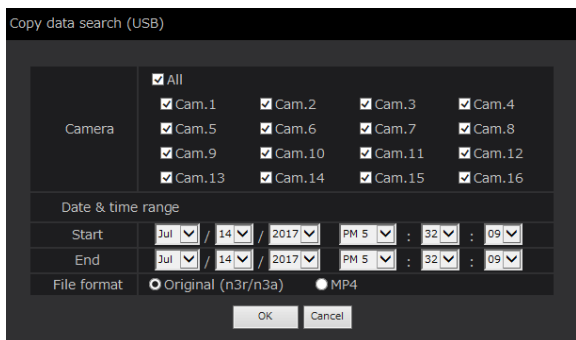 Copy data search (USB)
All
Cam.1 Cam.2 Cam.3 Cam.4
Camera Cam.5 Cam.6 Cam.7 Cam.8
Cam.9 Cam.10 Cam.11 Cam.12
Cam.13 Cam.14 Cam.15 Cam.16
Date & time range
Start Jul / 14 / 2017 PM 5 : 32 : 09
End Jul / 14 / 2017 PM 5 : 32 : 09
File format Original (n3r/n3a) MP4
OK Cancel